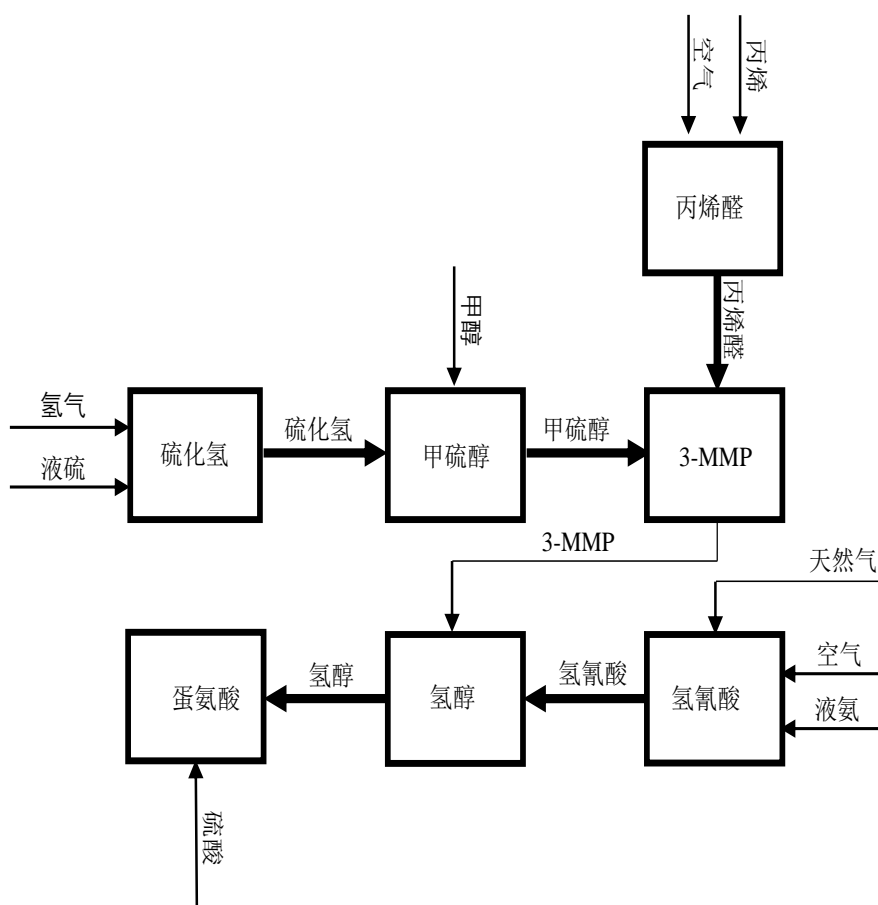 空气
丙烯
丙烯醛
丙烯醛
甲醇
氢气
液硫
硫化氢
硫化氢
甲硫醇
甲硫醇
3-MMP
3-MMP
天然气
空气
液氨
氢氰酸
氢氰酸
氢醇
氢醇
蛋氨酸
硫酸